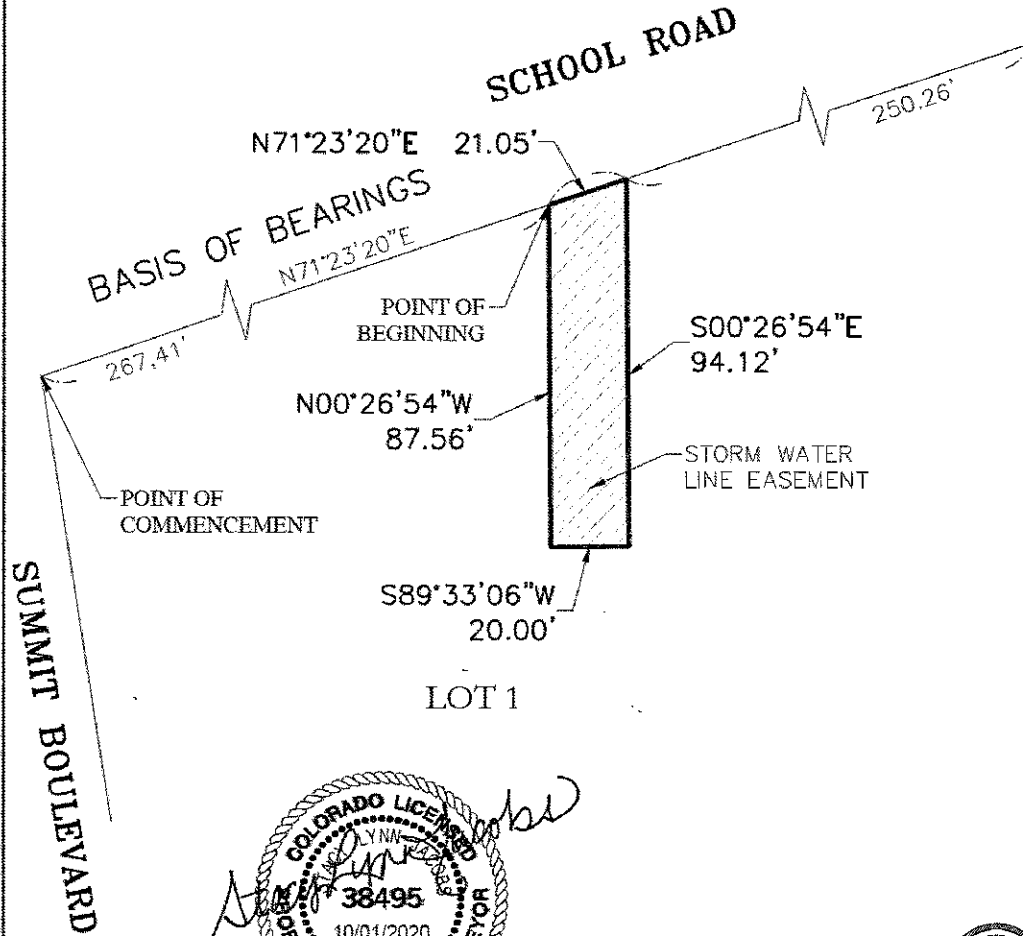 SCHOOL ROAD
250.26'
N71°23'20"E 21.05'
BASIS OF BEARINGS
N71°23'20"E
POINT OF
BEGINNING
S00°26'54"E
94.12'
267.41'
N00°26'54"W
87.56'
STORM WATER
LINE EASEMENT
POINT OF
COMMENCEMENT
S89°33'06"W
20.00'
SUMMIT BOULEVARD
LOT 1
COLORADO LICENSED
LYNN
38495
10/01/2020